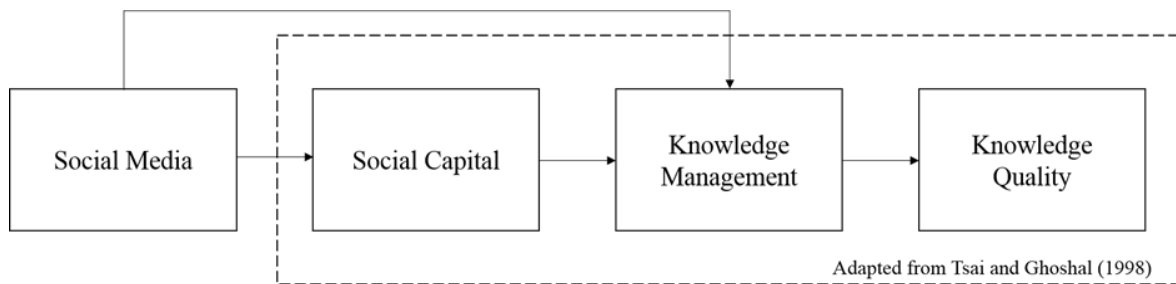 Social Media
Social Capital
Knowledge
Management
Knowledge
Quality
Adapted from Tsai and Ghoshal (1998)